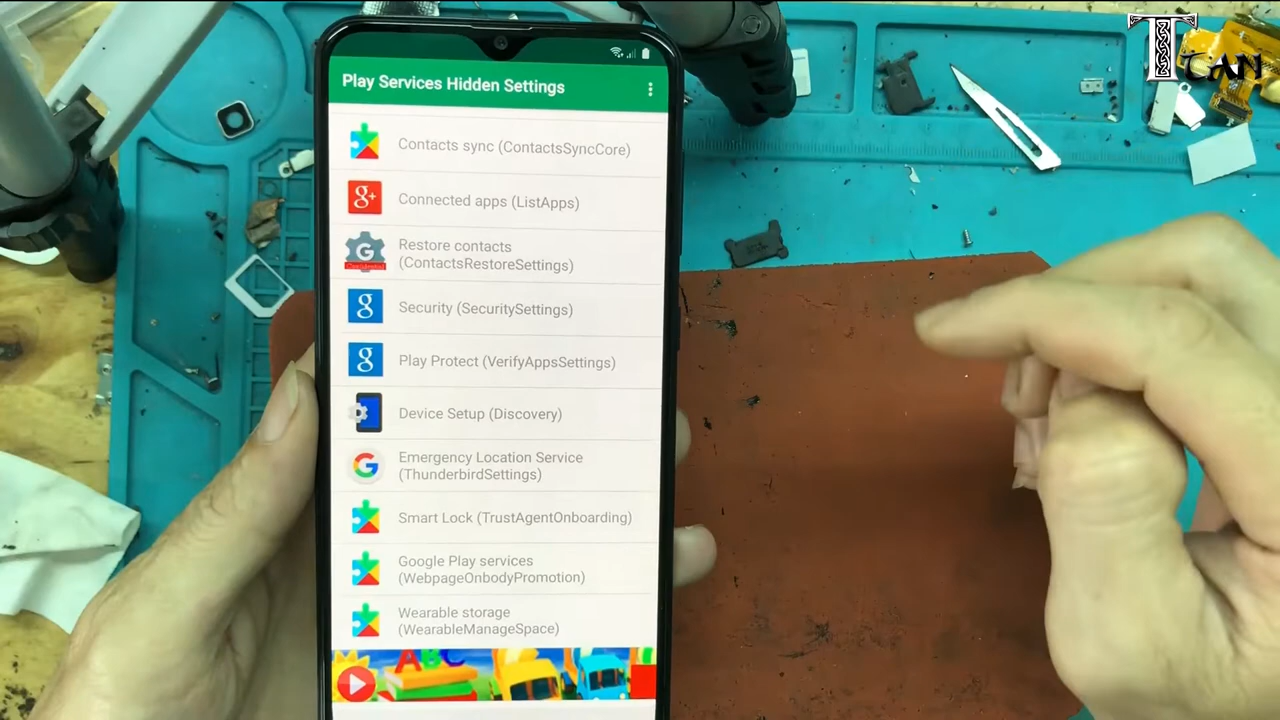 TCAN
Play Services Hidden Settings
Contacts sync (ContactsSyncCore)
g+
Connected apps (ListApps)
G
Restore contacts
(ContactsRestoreSettings)
g
Security (SecuritySettings)
g
Play Protect (VerifyAppsSettings)
Device Setup (Discovery)
G
Emergency Location Service
(ThunderbirdSettings)
Smart Lock (TrustAgentOnboarding)
Google Play services
(WebpageOnbodyPromotion)
Wearable storage
(WearableManageSpace)
ABC